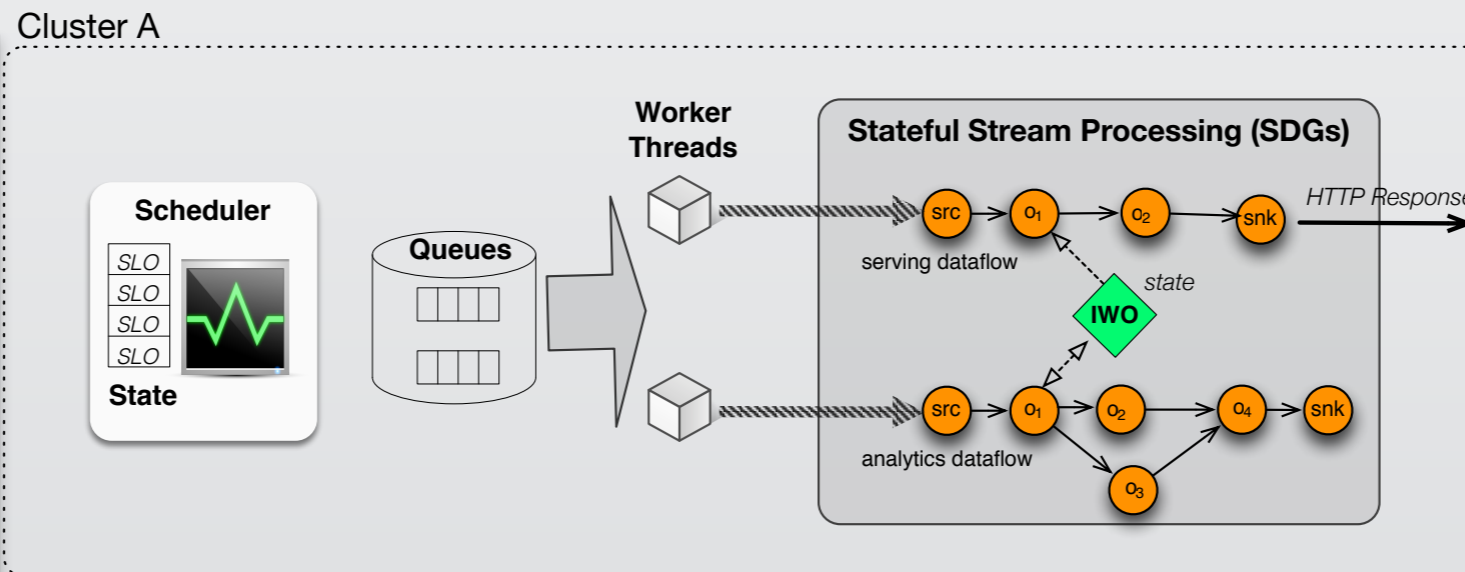 Cluster A
Scheduler
SLO
SLO
SLO
SLO
State
Queues
Worker
Threads
Stateful Stream Processing (SDGs)
src
o₁
o₂
snk
HTTP Response
serving dataflow
state
IWO
src
o₁
o₂
o₄
snk
analytics dataflow
o₃